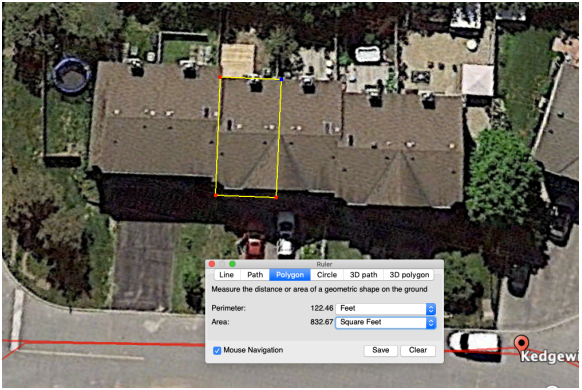 Ruler
Line Path Polygon Circle 3D path 3D polygon
Measure the distance or area of a geometric shape on the ground
Perimeter: 122.46 Feet
Area: 832.67 Square Feet
Mouse Navigation Save Clear
Kedgewi